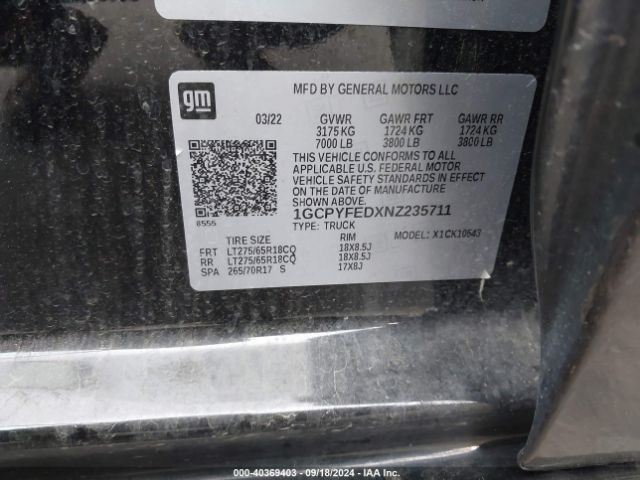 gm
MFD BY GENERAL MOTORS LLC
03/22 GVWR GAWR FRT GAWR RR
3175 KG 1724 KG 1724 KG
7000 LB 3800 LB 3800 LB
THIS VEHICLE CONFORMS TO ALL
APPLICABLE U.S. FEDERAL MOTOR
VEHICLE SAFETY STANDARDS IN EFFECT
ON THE DATE OF MANUFACTURE
SHOWN ABOVE.
1GCPYFEDXNZ235711
8555
TYPE: TRUCK MODEL: X1CK10543
TIRE SIZE RIM
FRT LT275/65R18CQ 18X8.5J
RR LT275/65R18CQ 18X8.5J
SPA 265/70R17 S 17X8J
000-40369403 - 09/18/2024 - IAA Inc.